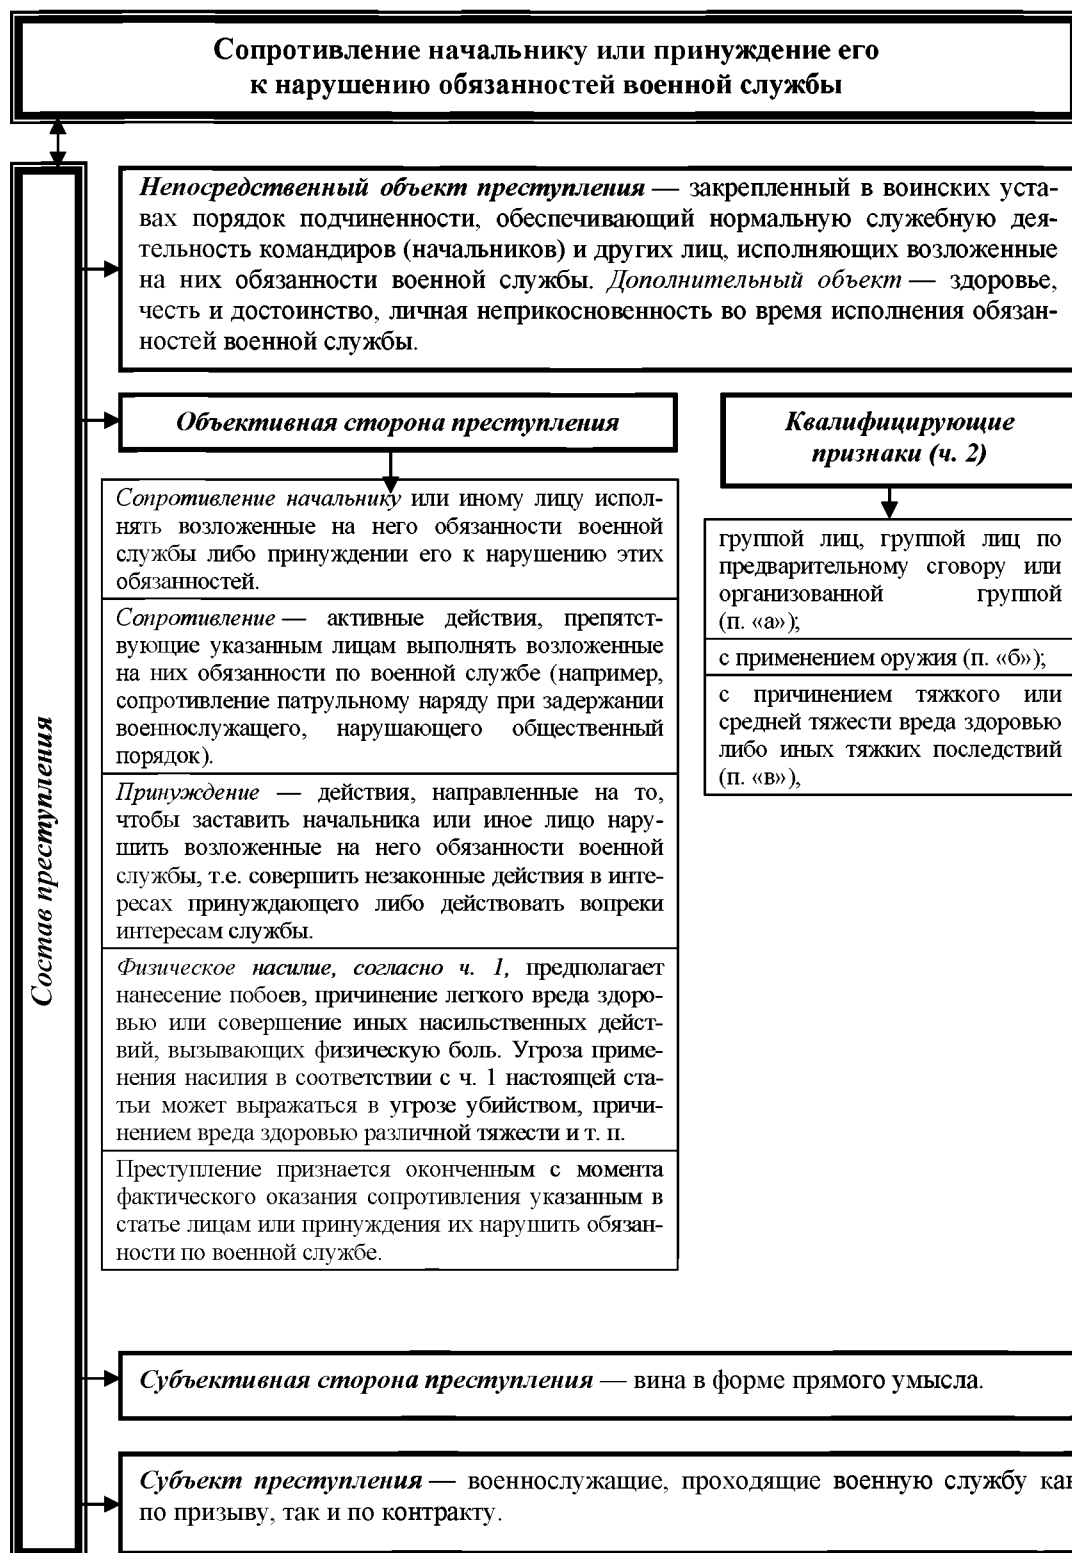 Сопротивление начальнику или принуждение его
к нарушению обязанностей военной службы
Состав преступления
Непосредственный объект преступления — закрепленный в воинских уста-
вах порядок подчиненности, обеспечивающий нормальную служебную дея-
тельность командиров (начальников) и других лиц, исполняющих возложенные
на них обязанности военной службы. Дополнительный объект — здоровье,
честь и достоинство, личная неприкосновенность во время исполнения обязан-
ностей военной службы.
Объективная сторона преступления
Сопротивление начальнику или иному лицу испол-
нять возложенные на него обязанности военной
службы либо принуждении его к нарушению этих
обязанностей.
Сопротивление — активные действия, препятст-
вующие указанным лицам выполнять возложенные
на них обязанности по военной службе (например,
сопротивление патрульному наряду при задержании
военнослужащего, нарушающего общественный
порядок).
Принуждение — действия, направленные на то,
чтобы заставить начальника или иное лицо нару-
шить возложенные на него обязанности военной
службы, т.е. совершить незаконные действия в инте-
ресах принуждающего либо действовать вопреки
интересам службы.
Физическое насилие, согласно ч. 1, предполагает
нанесение побоев, причинение легкого вреда здоро-
вью или совершение иных насильственных дейст-
вий, вызывающих физическую боль. Угроза приме-
нения насилия в соответствии с ч. 1 настоящей ста-
тьи может выражаться в угрозе убийством, причи-
нением вреда здоровью различной тяжести и т. п.
Преступление признается оконченным с момента
фактического оказания сопротивления указанным в
статье лицам или принуждения их нарушить обязан-
ности по военной службе.
Квалифицирующие
признаки (ч. 2)
группой лиц, группой лиц по
предварительному сговору или
организованной группой
(п. «а»);
с применением оружия (п. «б»);
с причинением тяжкого или
средней тяжести вреда здоровью
либо иных тяжких последствий
(п. «в»),
Субъективная сторона преступления — вина в форме прямого умысла.
Субъект преступления — военнослужащие, проходящие военную службу как
по призыву, так и по контракту.